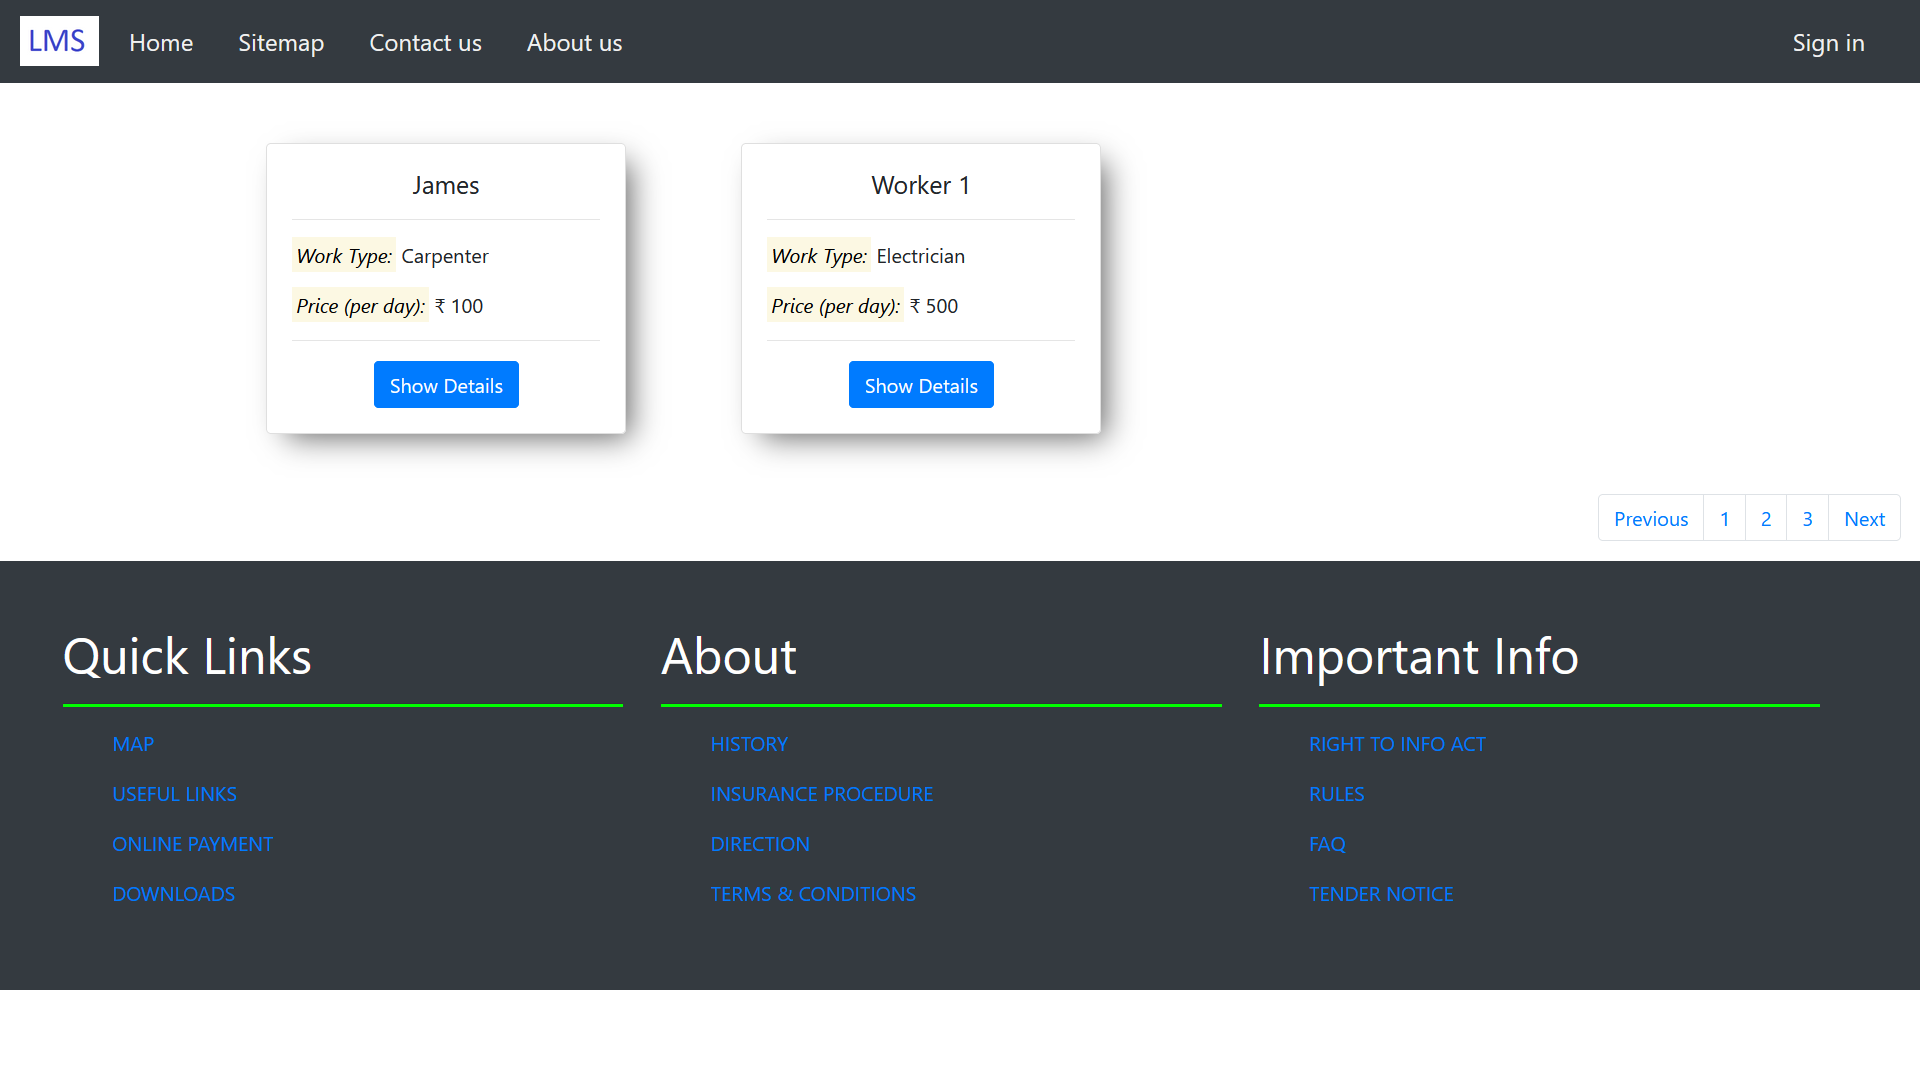 LMS Home Sitemap Contact us About us Sign in
James
Work Type: Carpenter
Price (per day): ₹ 100
Show Details
Worker 1
Work Type: Electrician
Price (per day): ₹ 500
Show Details
Previous 1 2 3 Next
Quick Links
MAP
USEFUL LINKS
ONLINE PAYMENT
DOWNLOADS
About
HISTORY
INSURANCE PROCEDURE
DIRECTION
TERMS & CONDITIONS
Important Info
RIGHT TO INFO ACT
RULES
FAQ
TENDER NOTICE